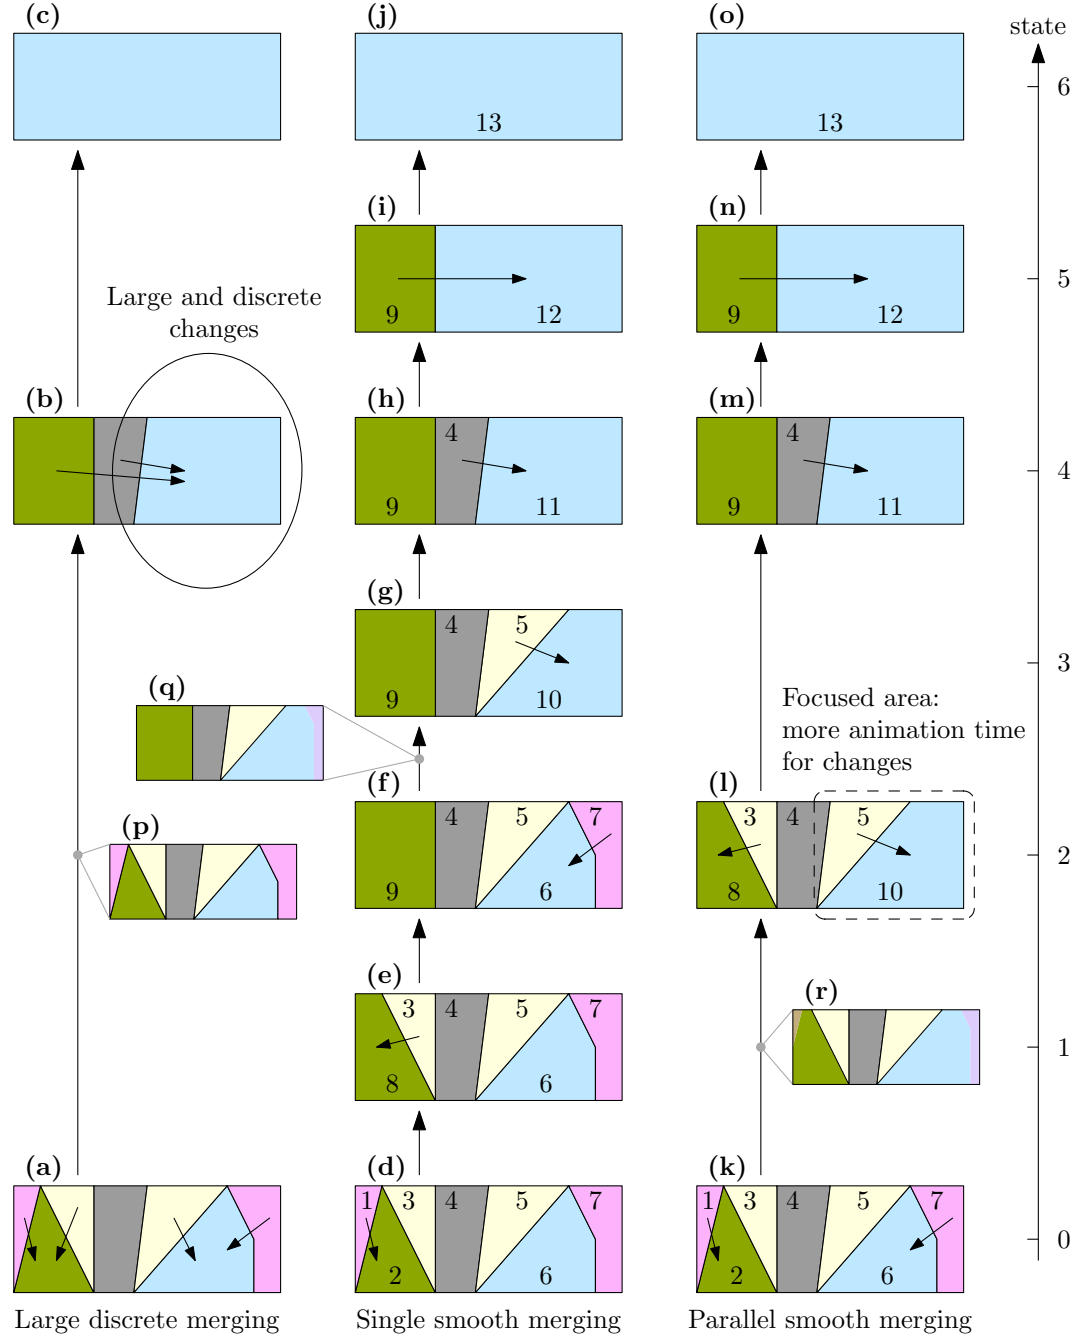 (c) (j) (o)
state
6
13 13
(i) (n)
5
Large and discrete
changes
9 12 9 12
(b) (h) (m)
4 4
4
9 11 9 11
(g)
4 5
3
9 10
(q)
Focused area:
more animation time
for changes
(f) (l)
4 5 7 3 4 5
(p)
2
9 6 8 10
(e)
(r)
3 4 5 7
1
8 6
(a) (d) (k)
1 3 4 5 7 1 3 4 5 7
0
2 6 2 6
Large discrete merging Single smooth merging Parallel smooth merging